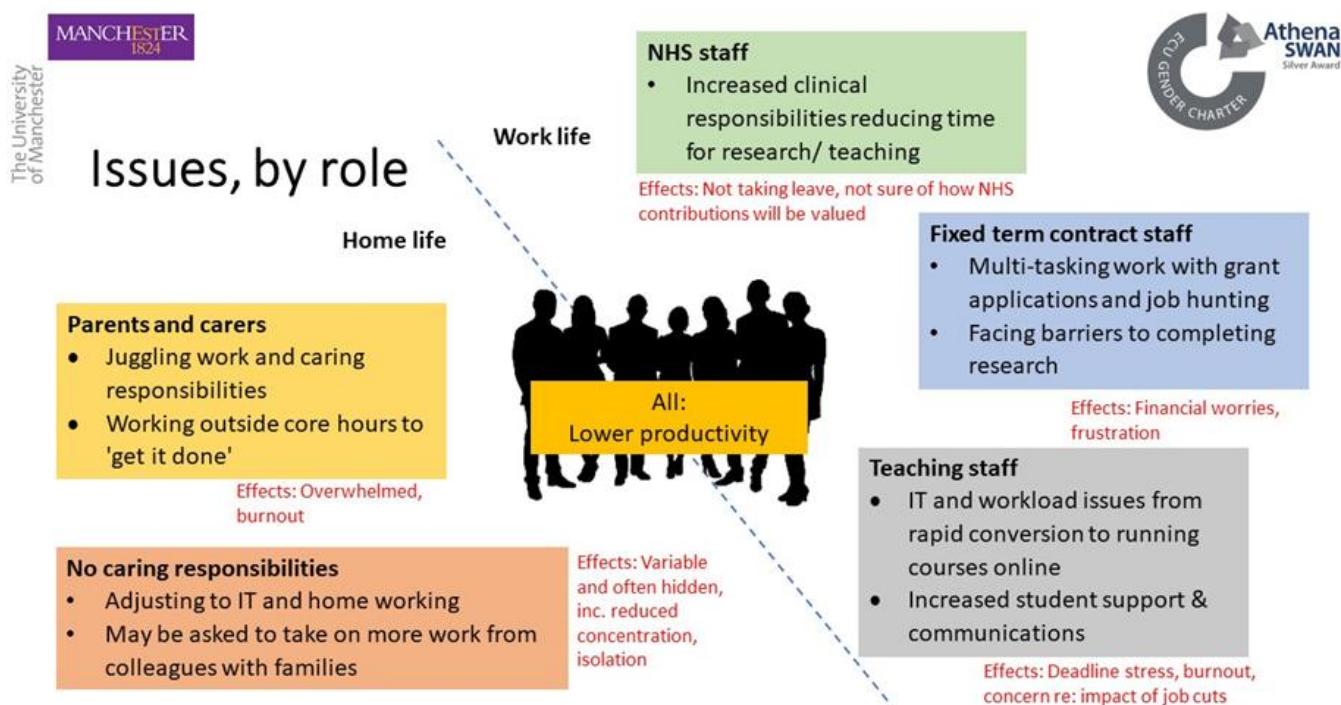 MANCHESTER
1824
The University
of Manchester
Issues, by role
Work life
Home life
NHS staff
• Increased clinical
responsibilities reducing time
for research/ teaching
Effects: Not taking leave, not sure of how NHS
contributions will be valued
ECU GENDER CHARTER
Athena
SWAN
Silver Award
Fixed term contract staff
• Multi-tasking work with grant
applications and job hunting
• Facing barriers to completing
research
Effects: Financial worries,
frustration
Parents and carers
• Juggling work and caring
responsibilities
• Working outside core hours to
'get it done'
Effects: Overwhelmed,
burnout
All:
Lower productivity
Teaching staff
• IT and workload issues from
rapid conversion to running
courses online
• Increased student support &
communications
Effects: Deadline stress, burnout,
concern re: impact of job cuts
No caring responsibilities
• Adjusting to IT and home working
• May be asked to take on more work from
colleagues with families
Effects: Variable
and often hidden,
inc. reduced
concentration,
isolation